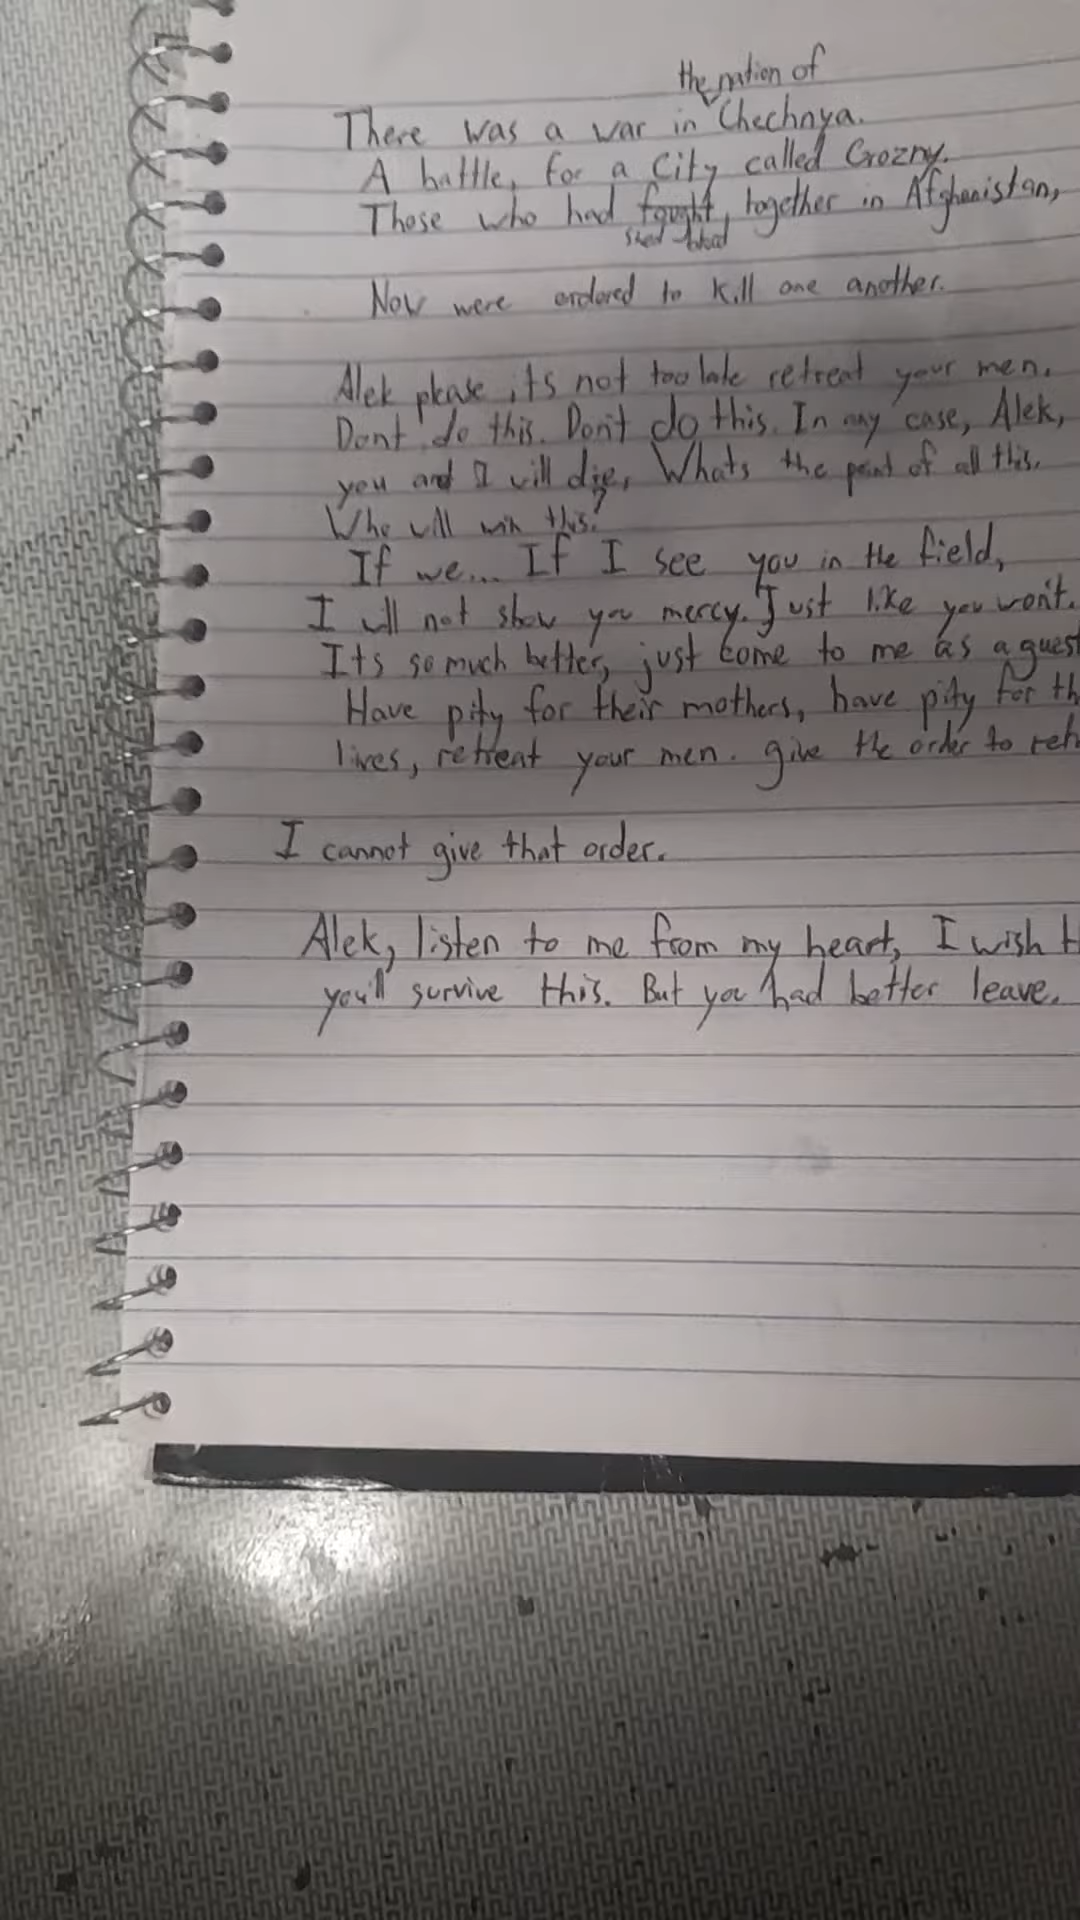 the nation of
There was a war in Chechnya.
A battle, for a City called Grozny.
Those who had fought, together in Afghanistan,
shed blood
Now were ordered to kill one another.
Alek please its not too late retreat your men.
Dont do this. Don't do this. In any case, Alek,
you and I will die, Whats the point of all this.
Who will win this?
If we... If I see you in the field,
I will not show you mercy. Just like you won't.
Its so much better, just come to me as a guest
Have pity for their mothers, have pity for th
lives, retreat your men. give the order to retr
I cannot give that order.
Alek, listen to me from my heart, I wish t
you'll survive this. But you had better leave.